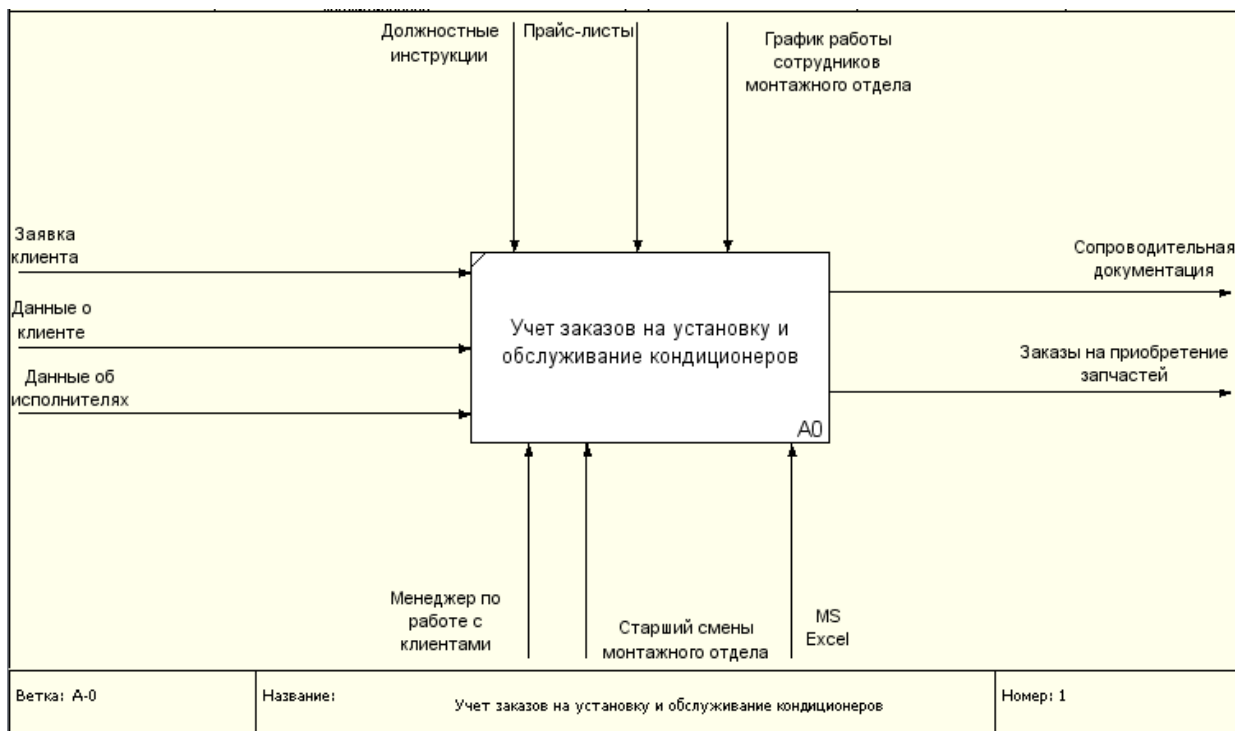 Должностные
инструкции
Прайс-листы
График работы
сотрудников
монтажного отдела
Заявка
клиента
Данные о
клиенте
Данные об
исполнителях
Учет заказов на установку и
обслуживание кондиционеров
A0
Сопроводительная
документация
Заказы на приобретение
запчастей
Менеджер по
работе с
клиентами
Старший смены
монтажного отдела
MS
Excel
Ветка: A-0
Название:
Учет заказов на установку и обслуживание кондиционеров
Номер: 1